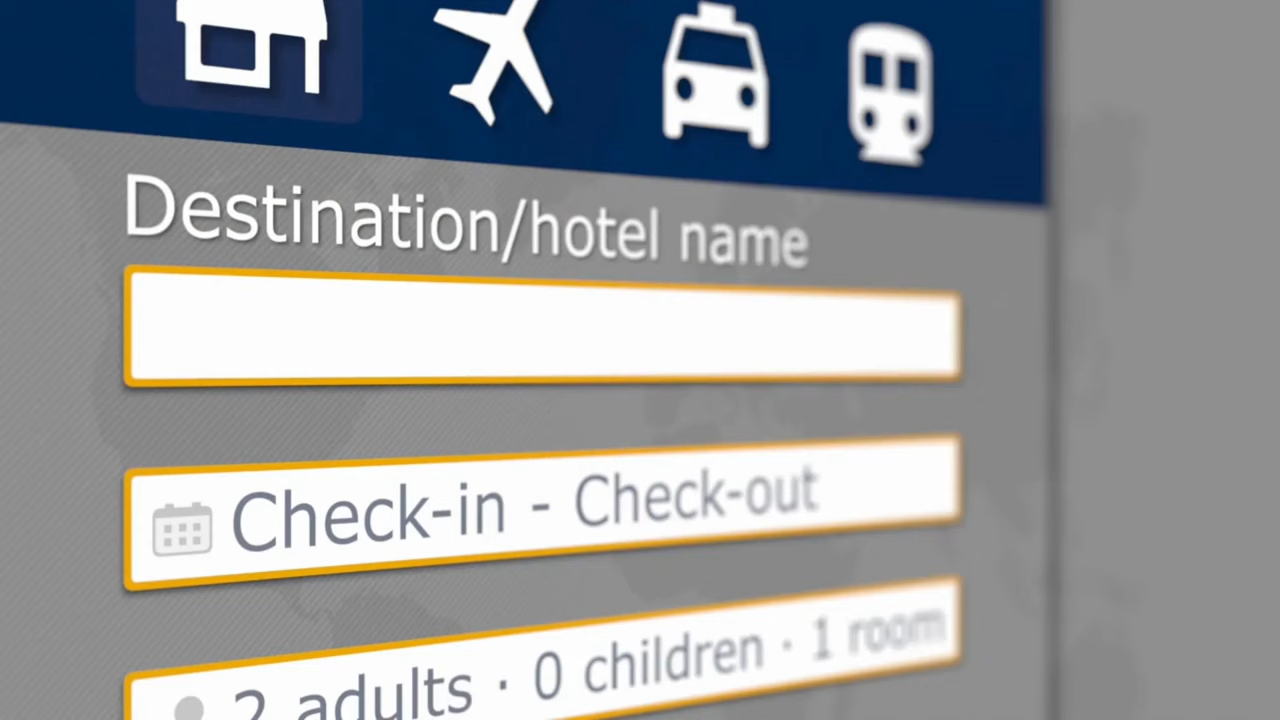 Destination/hotel name
Check-in - Check-out
2 adults · 0 children · 1 room